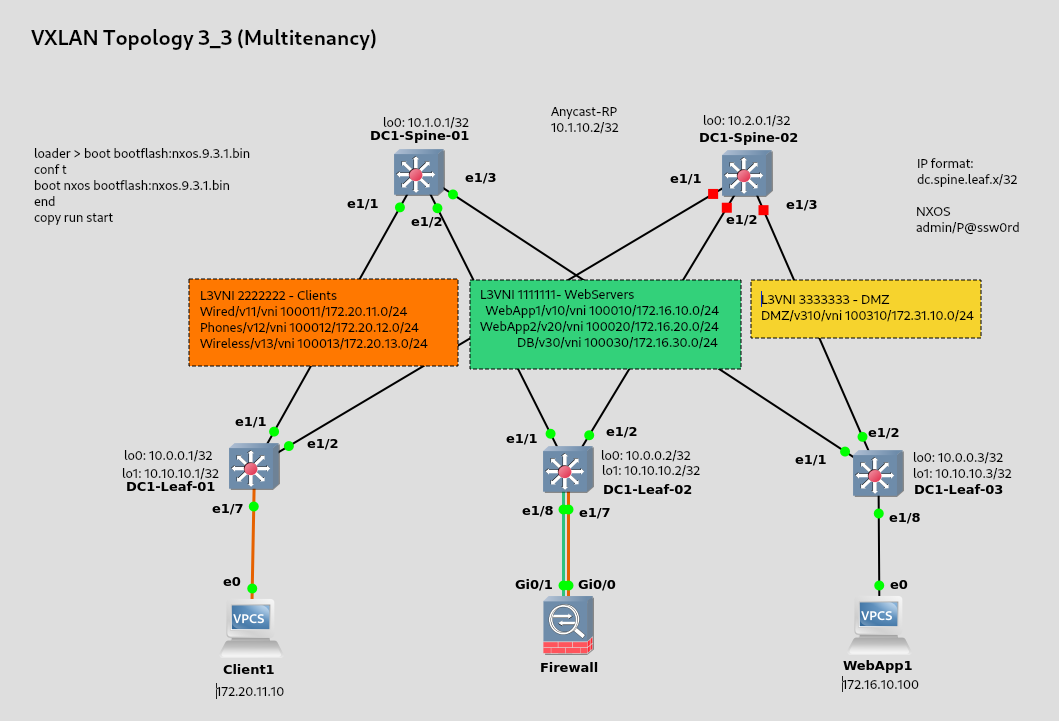 VXLAN Topology 3_3 (Multitenancy)
loader > boot bootflash:nxos.9.3.1.bin
conf t
boot nxos bootflash:nxos.9.3.1.bin
end
copy run start
lo0: 10.1.0.1/32
DC1-Spine-01
Anycast-RP
10.1.10.2/32
lo0: 10.2.0.1/32
DC1-Spine-02
IP format:
dc.spine.leaf.x/32
NXOS
admin/P@ssw0rd
e1/1
e1/2
e1/3
e1/1
e1/2
e1/3
L3VNI 2222222 - Clients
Wired/v11/vni 100011/172.20.11.0/24
Phones/v12/vni 100012/172.20.12.0/24
Wireless/v13/vni 100013/172.20.13.0/24
L3VNI 1111111- WebServers
WebApp1/v10/vni 100010/172.16.10.0/24
WebApp2/v20/vni 100020/172.16.20.0/24
DB/v30/vni 100030/172.16.30.0/24
L3VNI 3333333 - DMZ
DMZ/v310/vni 100310/172.31.10.0/24
e1/1
e1/2
lo0: 10.0.0.1/32
lo1: 10.10.10.1/32
DC1-Leaf-01
e1/7
e1/1
e1/2
lo0: 10.0.0.2/32
lo1: 10.10.10.2/32
DC1-Leaf-02
e1/8
e1/7
e1/2
e1/1
lo0: 10.0.0.3/32
lo1: 10.10.10.3/32
DC1-Leaf-03
e1/8
e0
VPCS
Client1
172.20.11.10
Gi0/1
Gi0/0
Firewall
e0
VPCS
WebApp1
172.16.10.100